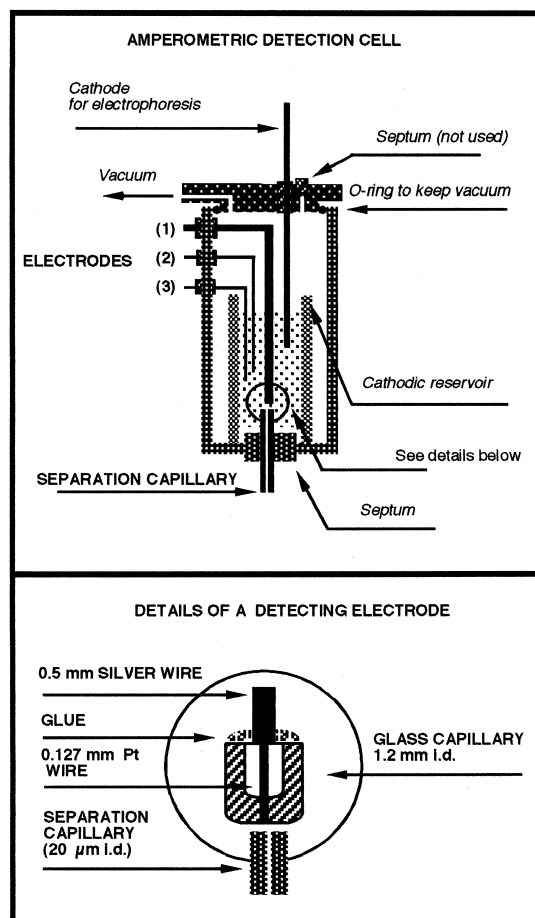 AMPEROMETRIC DETECTION CELL
Cathode
for electrophoresis
Septum (not used)
Vacuum
O-ring to keep vacuum
(1)
ELECTRODES
(2)
(3)
Cathodic reservoir
See details below
SEPARATION CAPILLARY
Septum
DETAILS OF A DETECTING ELECTRODE
0.5 mm SILVER WIRE
GLUE
GLASS CAPILLARY
1.2 mm i.d.
0.127 mm Pt
WIRE
SEPARATION
CAPILLARY
(20 µm i.d.)